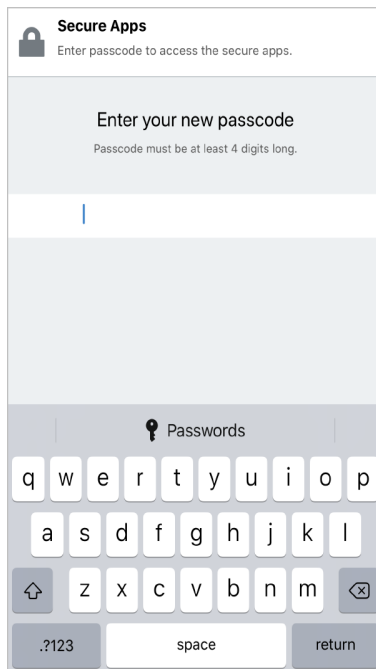 Secure Apps
Enter passcode to access the secure apps.
Enter your new passcode
Passcode must be at least 4 digits long.
Passwords
q w e r t y u i o p
a s d f g h j k l
z x c v b n m
.?123 space return